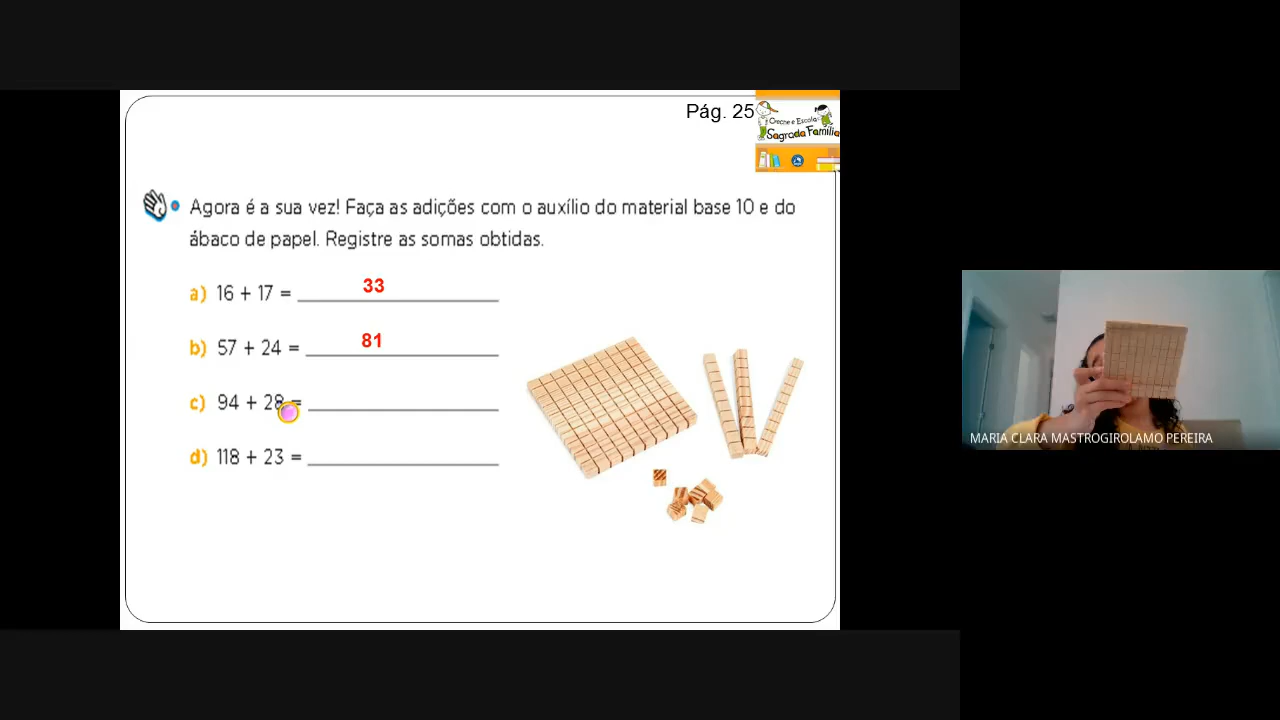 Pág. 25
Creche e Escola
Sagrada Família
Agora é a sua vez! Faça as adições com o auxílio do material base 10 e do
ábaco de papel. Registre as somas obtidas.
a) 16 + 17 = 33
b) 57 + 24 = 81
c) 94 + 28 =
d) 118 + 23 =
MARIA CLARA MASTROGIROLAMO PEREIRA